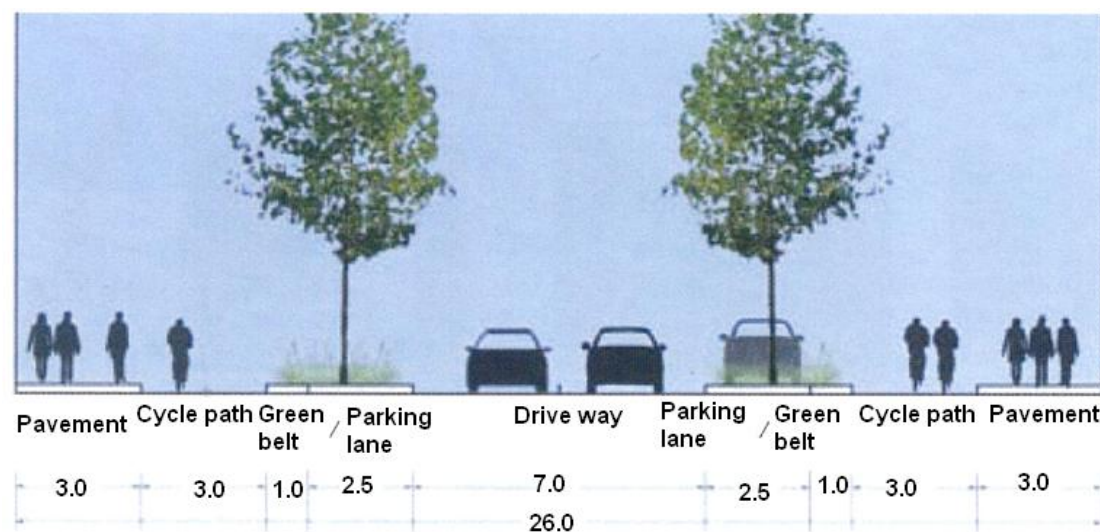 Pavement Cycle path Green belt / Parking lane Drive way Parking lane / Green belt Cycle path Pavement
3.0 3.0 1.0 2.5 7.0 2.5 1.0 3.0 3.0
26.0